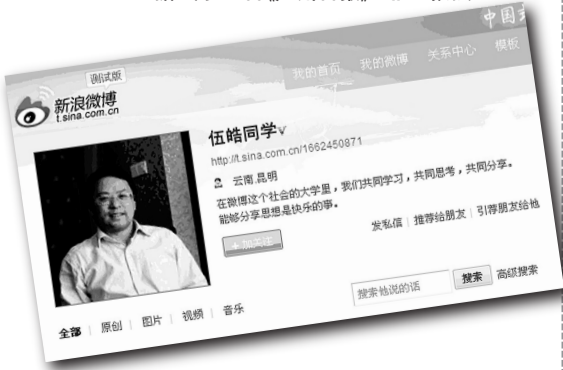 中国
测试版
新浪微博
t.sina.com.cn
我的首页 我的微博 关系中心 模板
伍皓同学V
http://t.sina.com.cn/1662450871
云南,昆明
在微博这个社会的大学里，我们共同学习，共同思考，共同分享。
能够分享思想是快乐的事。
+ 加关注
发私信 | 推荐给朋友 | 引荐朋友给他
搜索他说的话 搜索 高级搜索
全部 | 原创 | 图片 | 视频 | 音乐